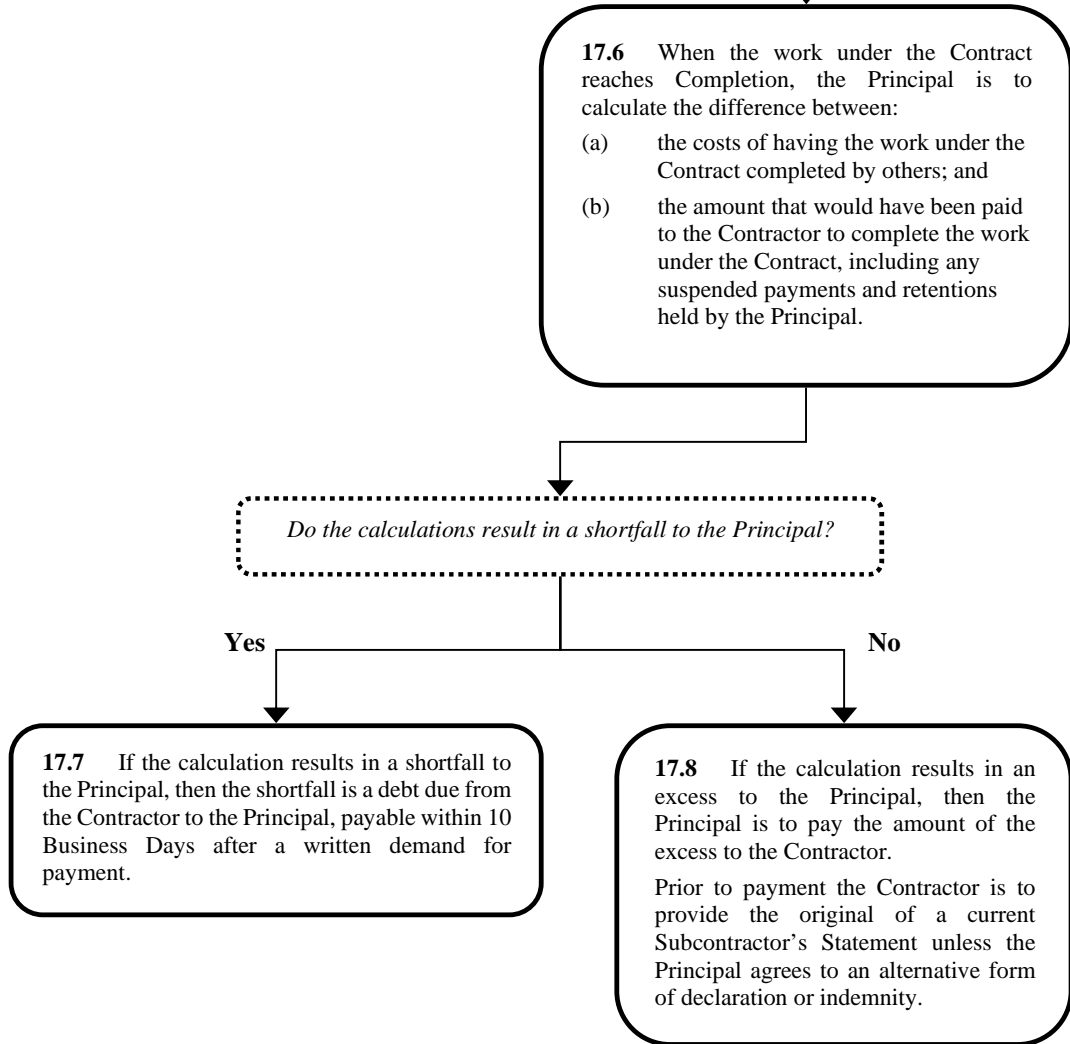 17.6 When the work under the Contract
reaches Completion, the Principal is to
calculate the difference between:
(a) the costs of having the work under the
Contract completed by others; and
(b) the amount that would have been paid
to the Contractor to complete the work
under the Contract, including any
suspended payments and retentions
held by the Principal.
Do the calculations result in a shortfall to the Principal?
Yes
No
17.7 If the calculation results in a shortfall to
the Principal, then the shortfall is a debt due from
the Contractor to the Principal, payable within 10
Business Days after a written demand for
payment.
17.8 If the calculation results in an
excess to the Principal, then the
Principal is to pay the amount of the
excess to the Contractor.
Prior to payment the Contractor is to
provide the original of a current
Subcontractor's Statement unless the
Principal agrees to an alternative form
of declaration or indemnity.